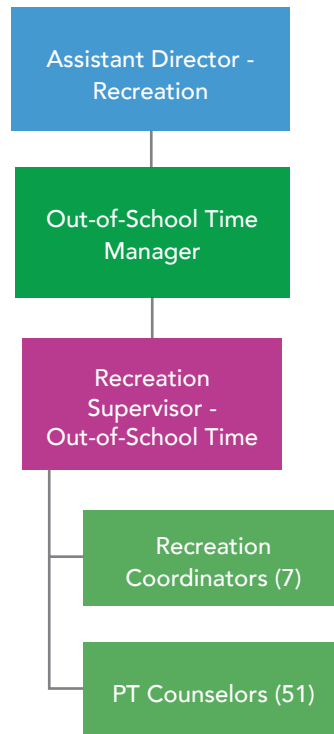 Assistant Director -
Recreation
Out-of-School Time
Manager
Recreation
Supervisor -
Out-of-School Time
Recreation
Coordinators (7)
PT Counselors (51)